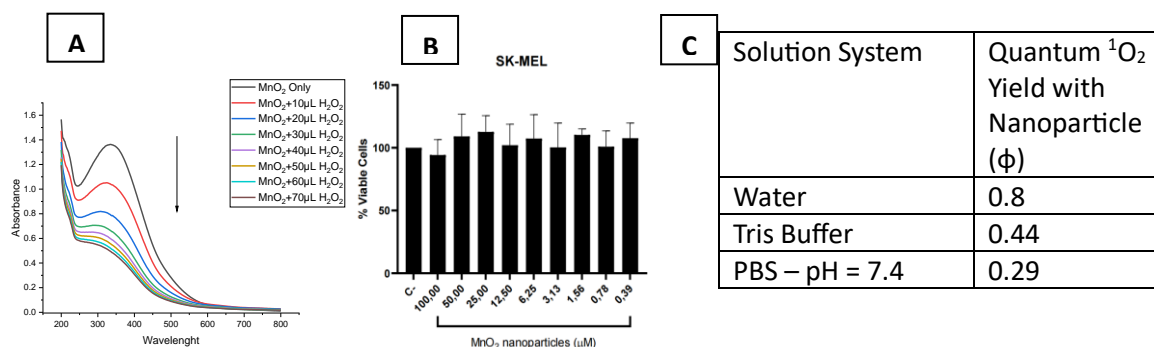 A
MnO₂ Only
MnO₂+10µL H₂O₂
MnO₂+20µL H₂O₂
MnO₂+30µL H₂O₂
MnO₂+40µL H₂O₂
MnO₂+50µL H₂O₂
MnO₂+60µL H₂O₂
MnO₂+70µL H₂O₂
Absorbance
1.6
1.4
1.2
1.0
0.8
0.6
0.4
0.2
0.0
200 300 400 500 600 700 800
Wavelenght
B
SK-MEL
% Viable Cells
150
100
50
0
C- 100,00 50,00 25,00 12,50 6,25 3,13 1,56 0,78 0,39
MnO₂ nanoparticles (µM)
C
Solution System
Quantum ¹O₂
Yield with
Nanoparticle
(ф)
Water 0.8
Tris Buffer 0.44
PBS – pH = 7.4 0.29